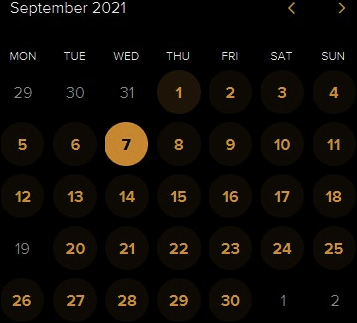 September 2021
MON TUE WED THU FRI SAT SUN
29 30 31 1 2 3 4
5 6 7 8 9 10 11
12 13 14 15 16 17 18
19 20 21 22 23 24 25
26 27 28 29 30 1 2